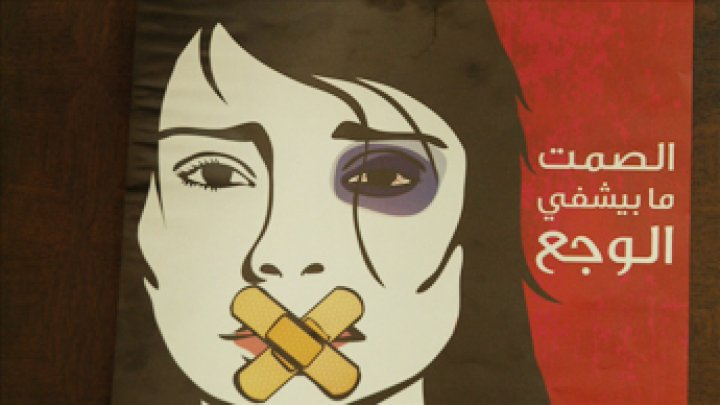 الصمت
ما بيشفي
الوجع